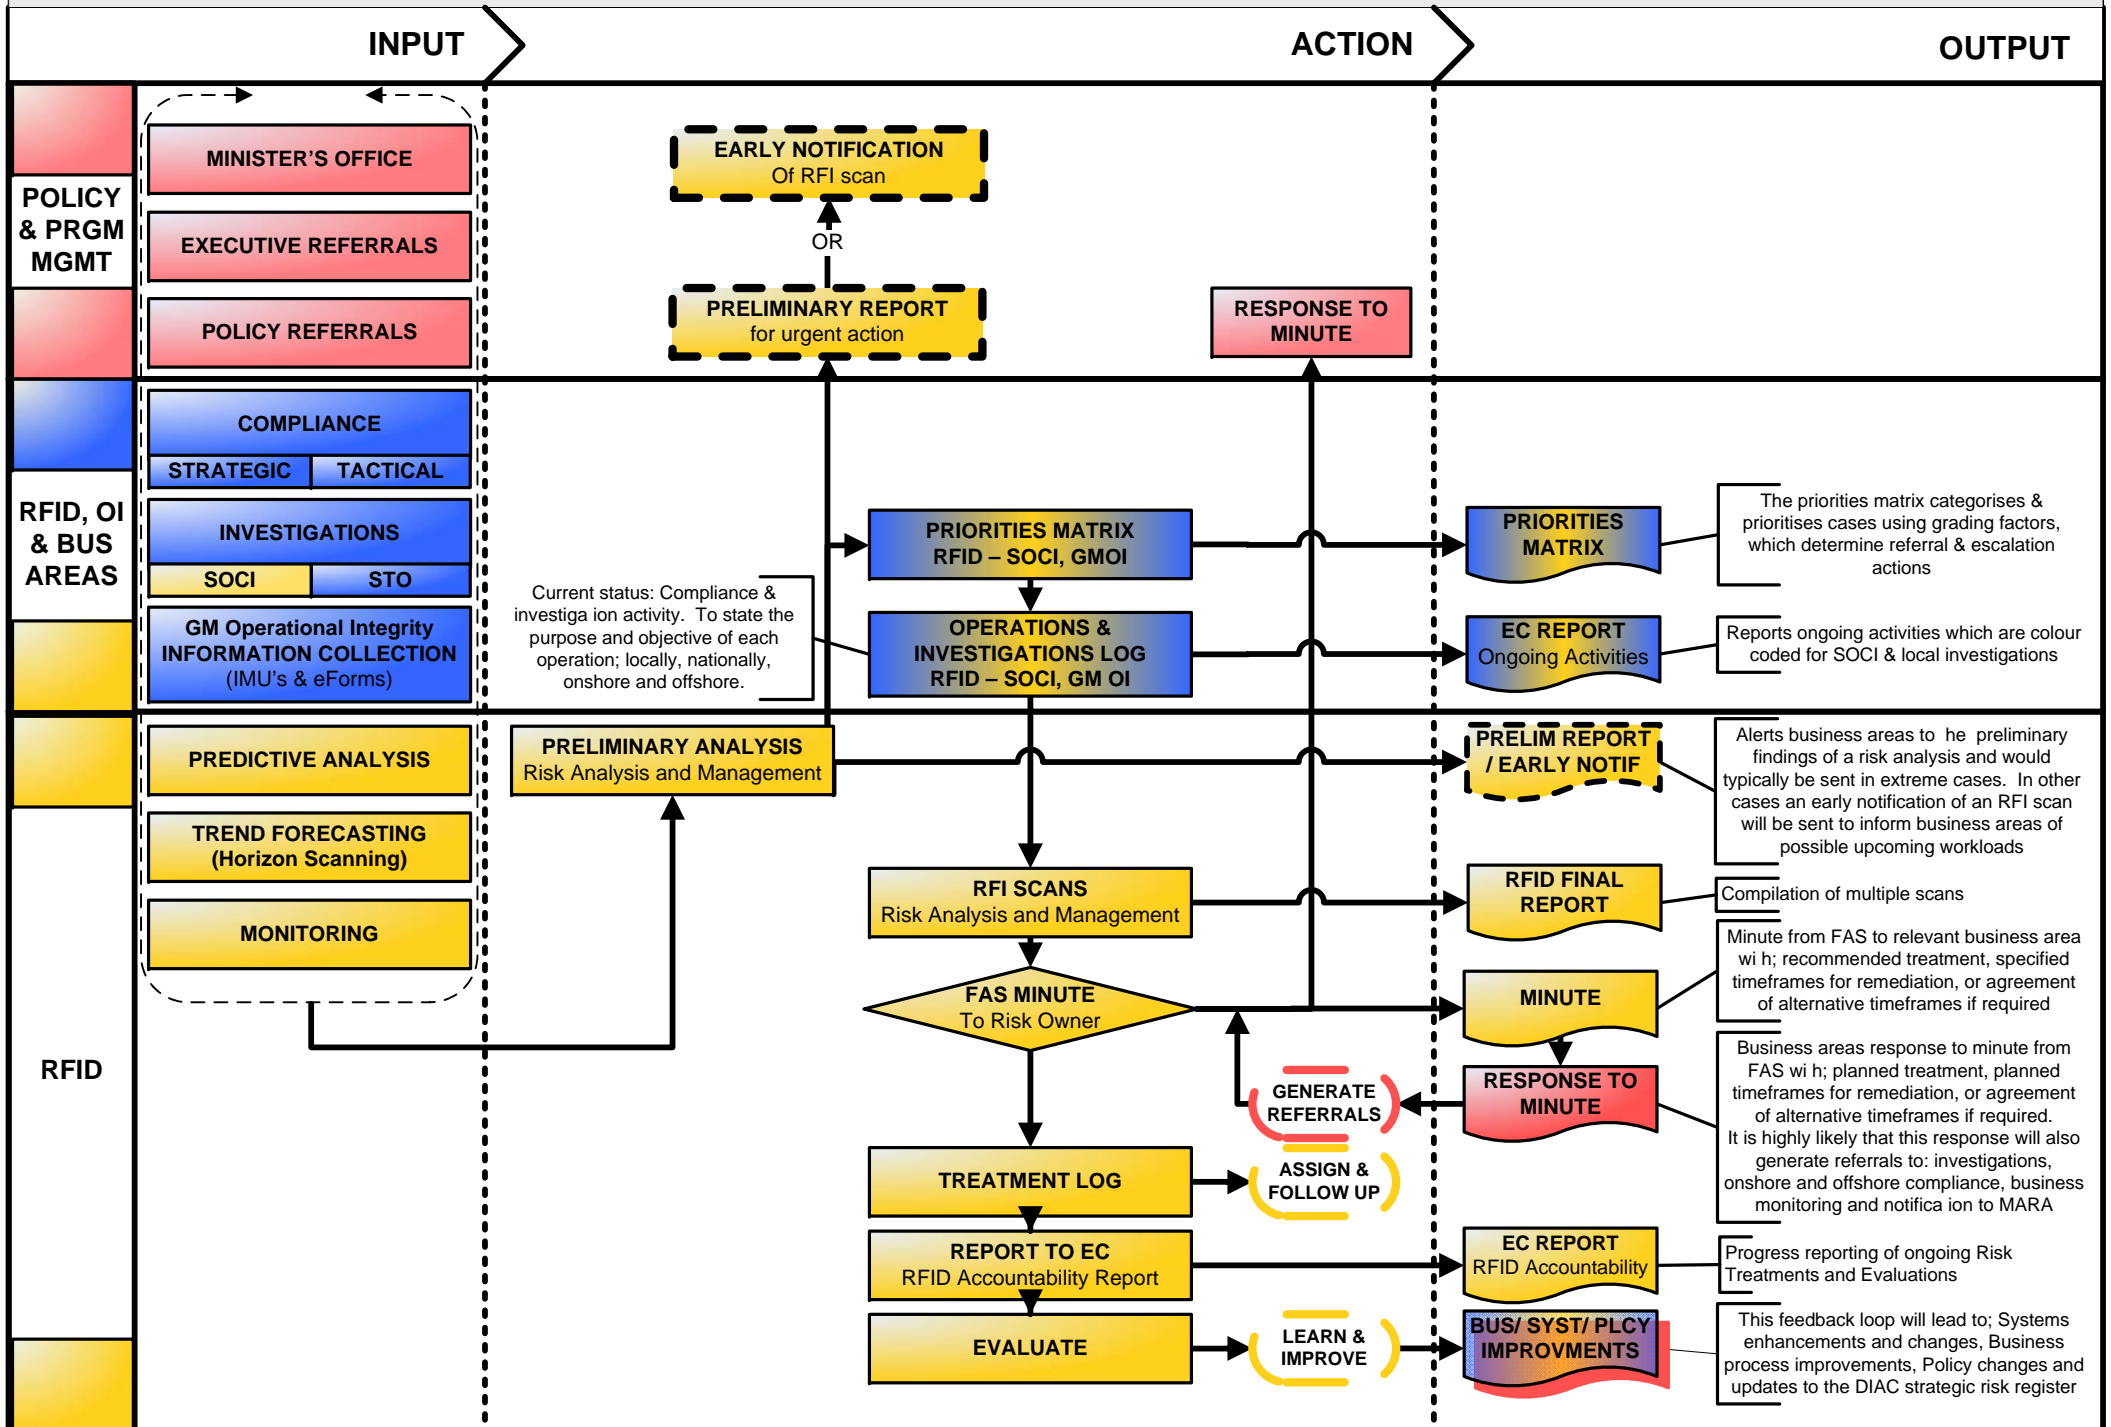 INPUT
ACTION
OUTPUT
POLICY
& PRGM
MGMT
MINISTER'S OFFICE
EXECUTIVE REFERRALS
POLICY REFERRALS
EARLY NOTIFICATION
Of RFI scan
OR
PRELIMINARY REPORT
for urgent action
RESPONSE TO
MINUTE
RFID, OI
& BUS
AREAS
COMPLIANCE
STRATEGIC
TACTICAL
INVESTIGATIONS
SOCI
STO
GM Operational Integrity
INFORMATION COLLECTION
(IMU's & eForms)
Current status: Compliance &
investiga ion activity. To state the
purpose and objective of each
operation; locally, nationally,
onshore and offshore.
PRIORITIES MATRIX
RFID – SOCI, GMOI
OPERATIONS &
INVESTIGATIONS LOG
RFID – SOCI, GM OI
PRIORITIES
MATRIX
The priorities matrix categorises &
prioritises cases using grading factors,
which determine referral & escalation
actions
EC REPORT
Ongoing Activities
Reports ongoing activities which are colour
coded for SOCI & local investigations
RFID
PREDICTIVE ANALYSIS
TREND FORECASTING
(Horizon Scanning)
MONITORING
PRELIMINARY ANALYSIS
Risk Analysis and Management
PRELIM REPORT
/ EARLY NOTIF
Alerts business areas to he preliminary
findings of a risk analysis and would
typically be sent in extreme cases. In other
cases an early notification of an RFI scan
will be sent to inform business areas of
possible upcoming workloads
RFI SCANS
Risk Analysis and Management
RFID FINAL
REPORT
Compilation of multiple scans
FAS MINUTE
To Risk Owner
MINUTE
Minute from FAS to relevant business area
wi h; recommended treatment, specified
timeframes for remediation, or agreement
of alternative timeframes if required
GENERATE
REFERRALS
RESPONSE TO
MINUTE
Business areas response to minute from
FAS wi h; planned treatment, planned
timeframes for remediation, or agreement
of alternative timeframes if required.
It is highly likely that this response will also
generate referrals to: investigations,
onshore and offshore compliance, business
monitoring and notifica ion to MARA
TREATMENT LOG
ASSIGN &
FOLLOW UP
REPORT TO EC
RFID Accountability Report
EC REPORT
RFID Accountability
Progress reporting of ongoing Risk
Treatments and Evaluations
EVALUATE
LEARN &
IMPROVE
BUS/ SYST/ PLCY
IMPROVMENTS
This feedback loop will lead to; Systems
enhancements and changes, Business
process improvements, Policy changes and
updates to the DIAC strategic risk register